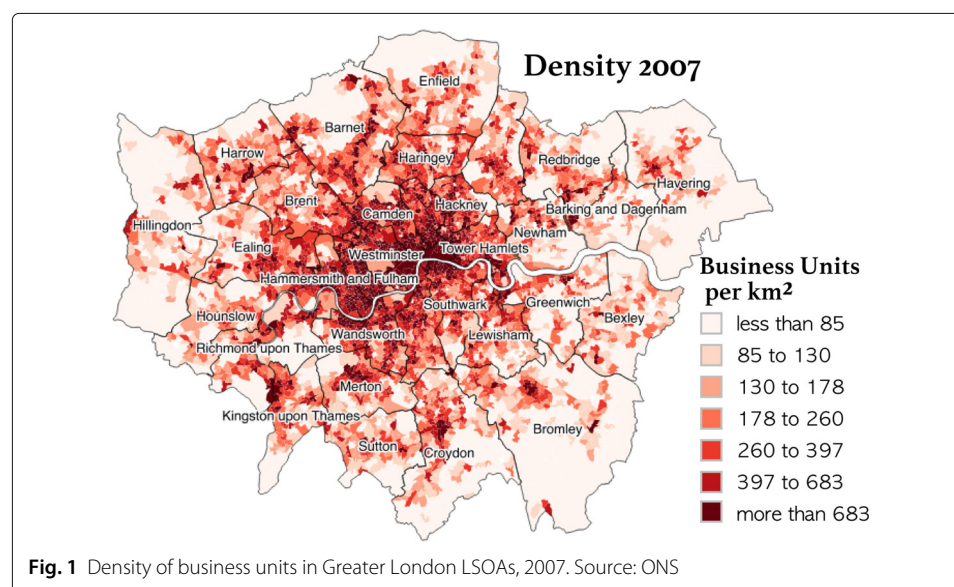 Density 2007
Enfield
Barnet
Harrow
Haringey
Redbridge
Havering
Brent
Camden
Hackney
Barking and Dagenham
Hillingdon
Newham
Ealing
Westminster
Tower Hamlets
Hammersmith and Fulham
Southwark
Greenwich
Hounslow
Bexley
Wandsworth
Lewisham
Richmond upon Thames
Merton
Kingston upon Thames
Bromley
Sutton
Croydon
Business Units
per km²
less than 85
85 to 130
130 to 178
178 to 260
260 to 397
397 to 683
more than 683
Fig. 1 Density of business units in Greater London LSOAs, 2007. Source: ONS